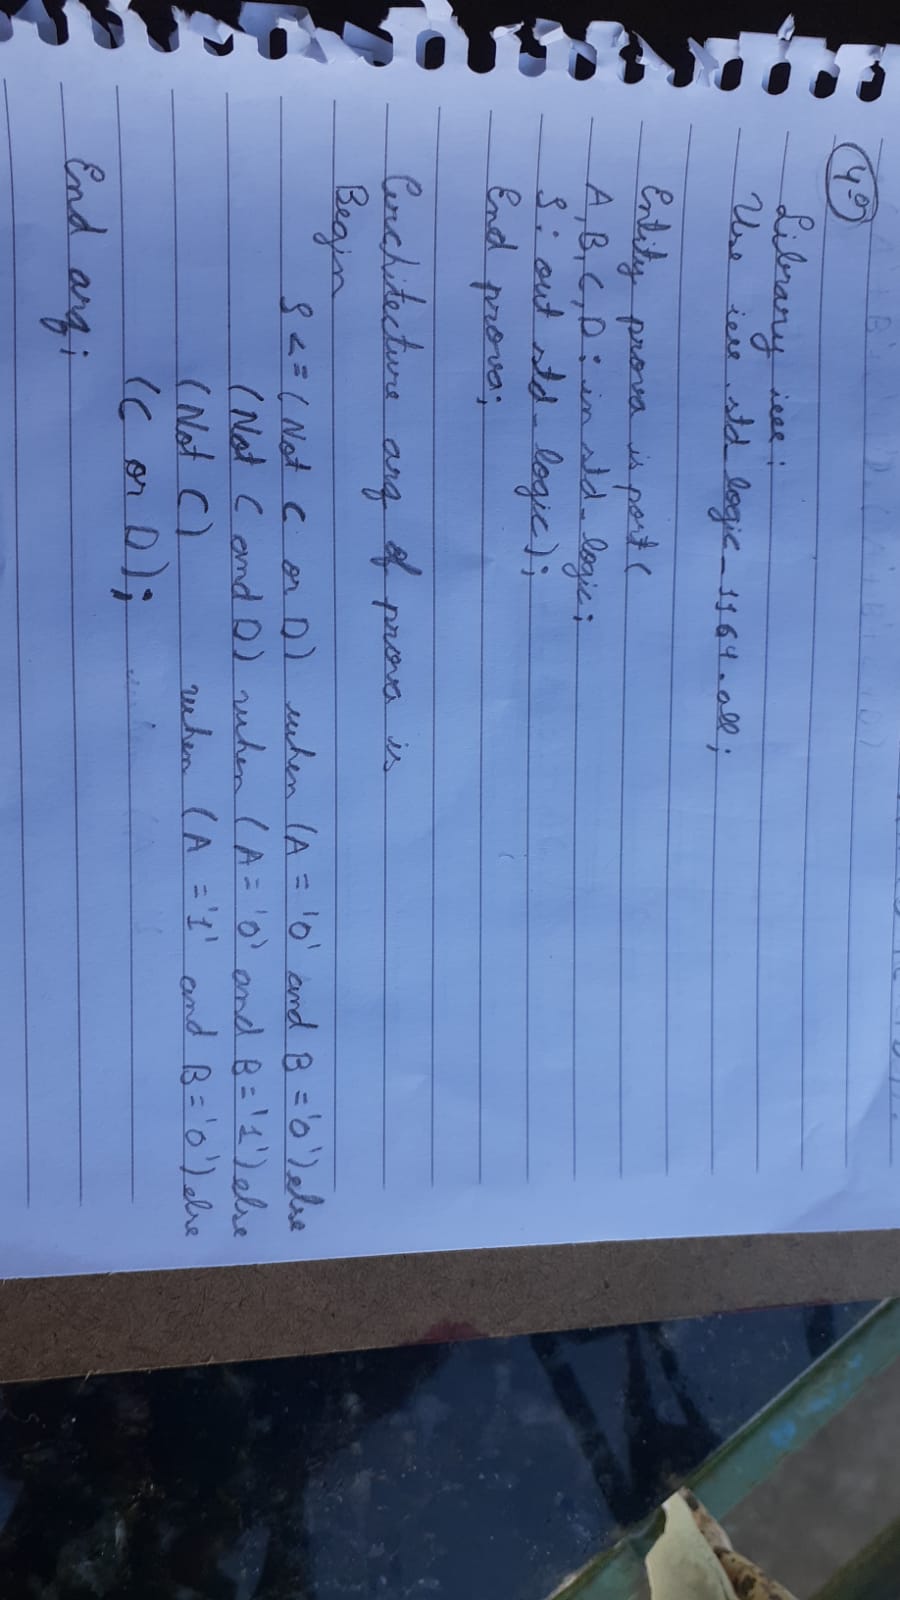 4º
Library ieee;
Use ieee.std_logic_1164.all;
Entity prova is port(
A,B,C,D: in std_logic;
S: out std_logic);
End prova;
Architecture arq of prova is
Begin
S <= (Not C or D) when (A = '0' and B = '0') else
(Not C and D) when (A = '0' and B = '1') else
(Not C) when (A = '1' and B = '0') else
(C or D);
End arq;